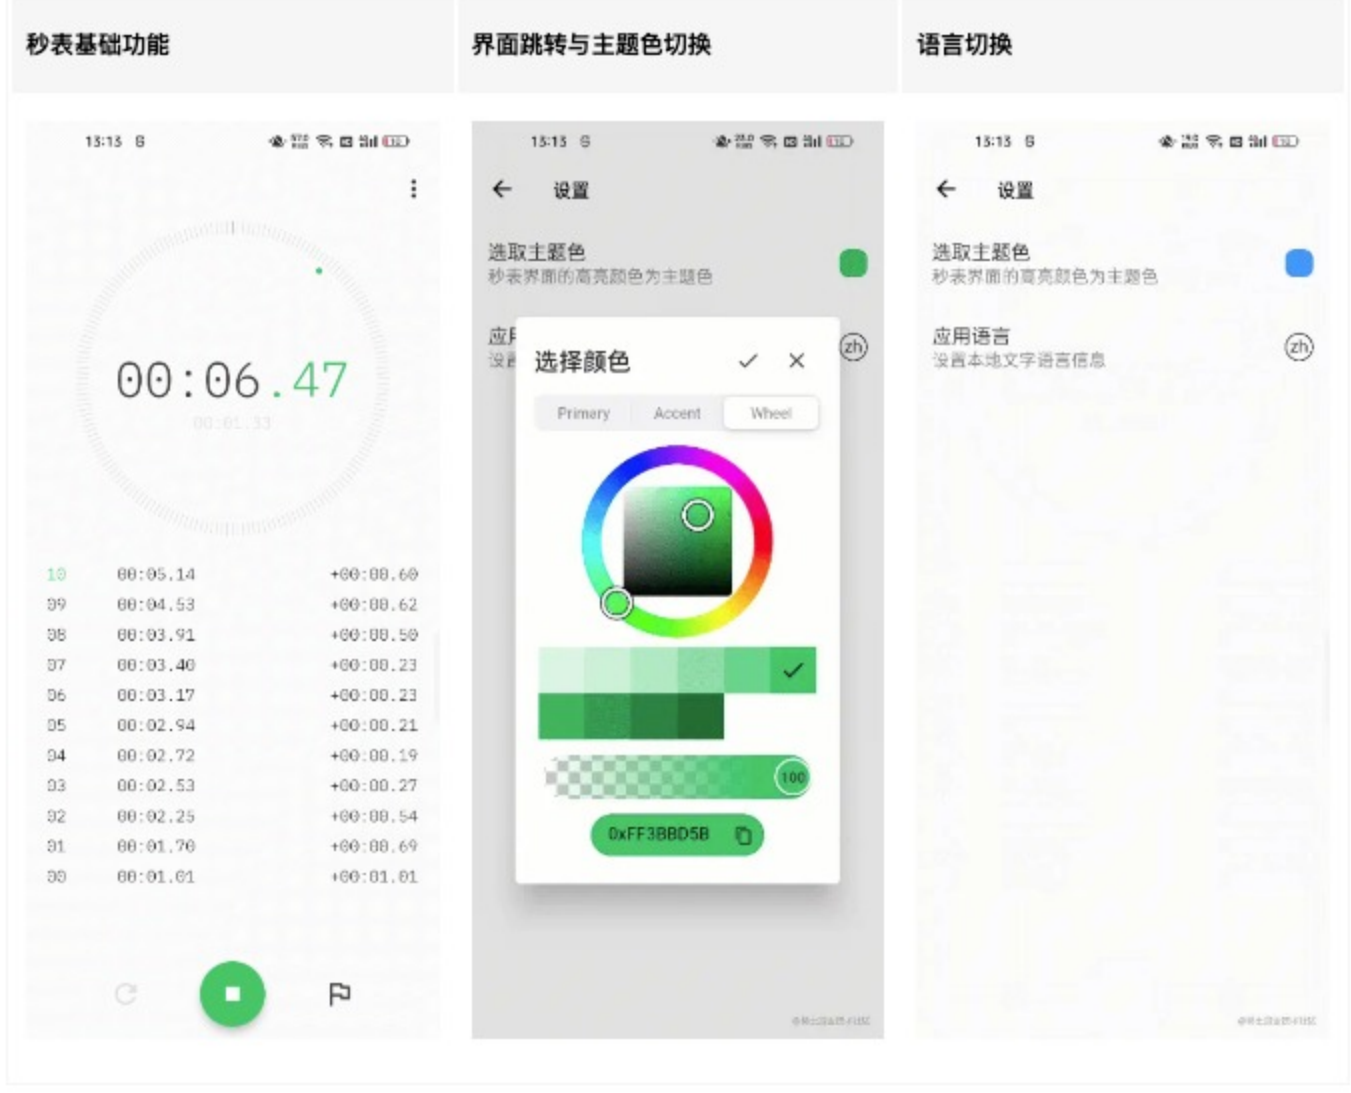 秒表基础功能
界面跳转与主题色切换
语言切换
13:13
00:06.47
00:01.33
10 00:05.14 +00:00.60
09 00:04.53 +00:00.62
08 00:03.91 +00:00.50
07 00:03.40 +00:00.23
06 00:03.17 +00:00.23
05 00:02.94 +00:00.21
04 00:02.72 +00:00.19
03 00:02.53 +00:00.27
02 00:02.25 +00:00.54
01 00:01.70 +00:00.69
00 00:01.01 +00:01.01
13:13
设置
选取主题色
秒表界面的高亮颜色为主题色
zh
选择颜色
Primary Accent Wheel
100
0xFF3BBD5B
13:13
设置
选取主题色
秒表界面的高亮颜色为主题色
应用语言
zh
设置本地文字语言信息